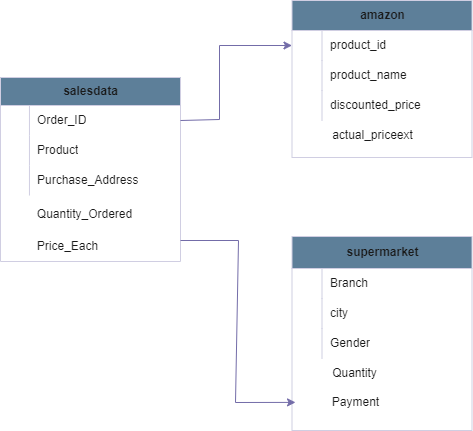 amazon
product_id
product_name
discounted_price
actual_priceext
salesdata
Order_ID
Product
Purchase_Address
Quantity_Ordered
Price_Each
supermarket
Branch
city
Gender
Quantity
Payment